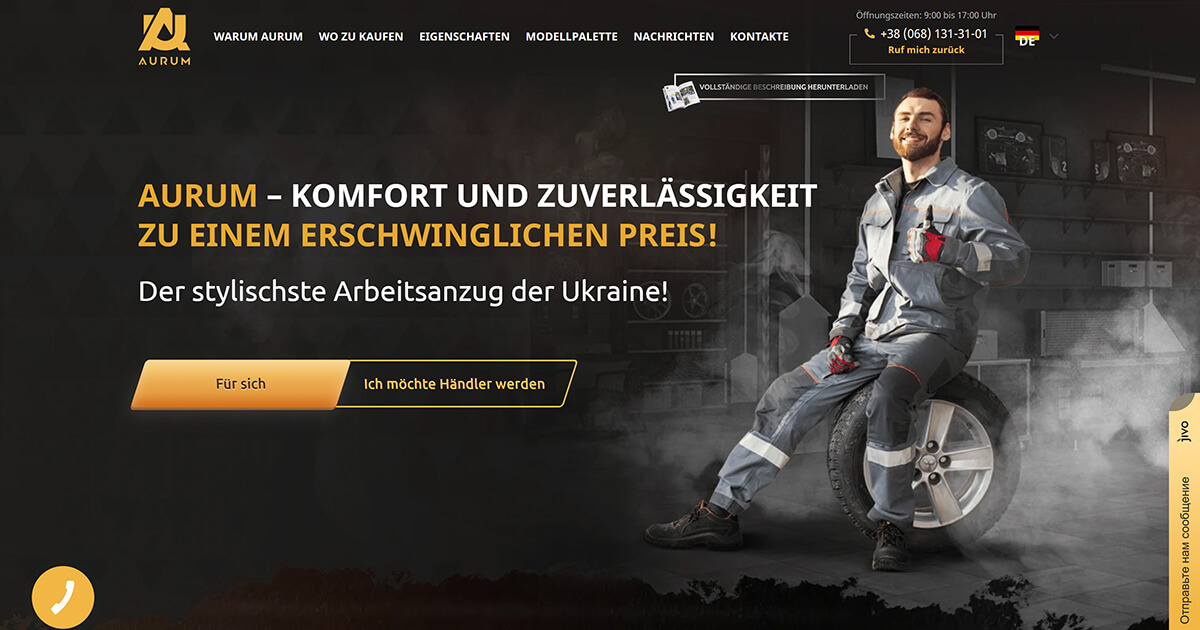 AURUM
WARUM AURUM
WO ZU KAUFEN
EIGENSCHAFTEN
MODELLPALETTE
NACHRICHTEN
KONTAKTE
Öffnungszeiten: 9:00 bis 17:00 Uhr
+38 (068) 131-31-01
Ruf mich zurück
DE
VOLLSTÄNDIGE BESCHREIBUNG HERUNTERLADEN
AURUM – KOMFORT UND ZUVERLÄSSIGKEIT
ZU EINEM ERSCHWINGLICHEN PREIS!
Der stylischste Arbeitsanzug der Ukraine!
Für sich
Ich möchte Händler werden
jivo
Отправьте нам сообщение